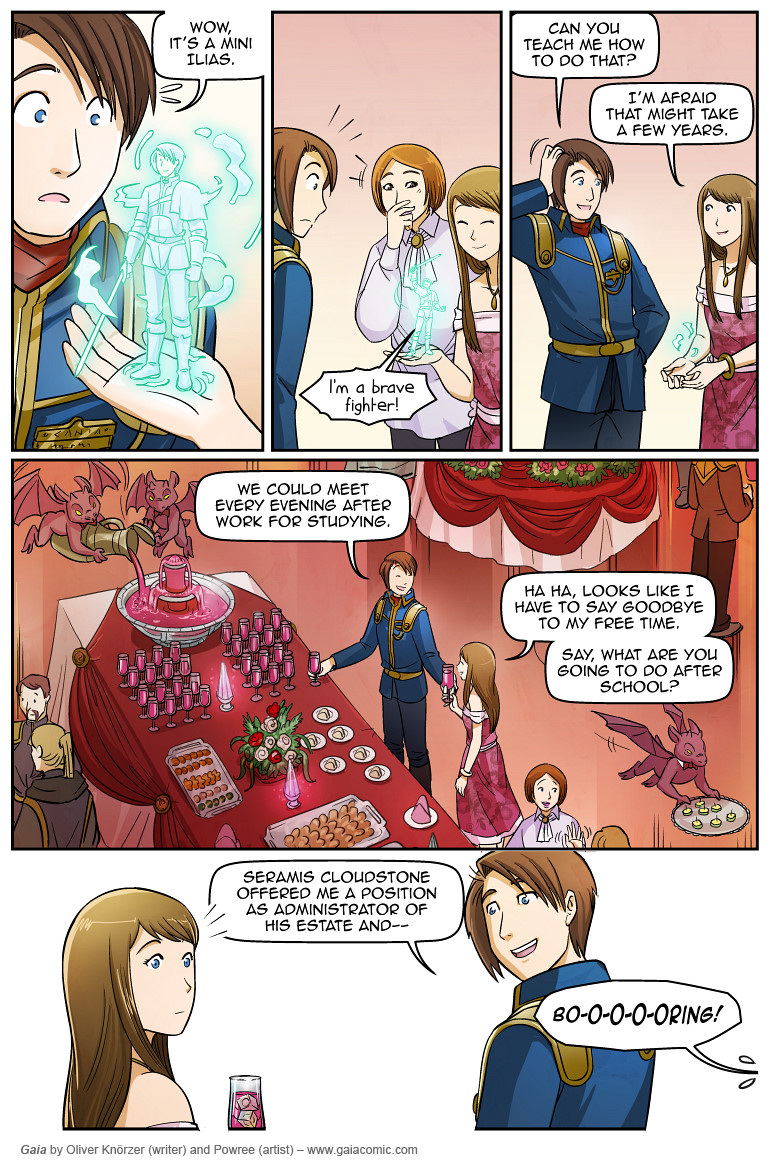 WOW,
IT'S A MINI
ILIAS.
I'm a brave
fighter!
CAN YOU
TEACH ME HOW
TO DO THAT?
I'M AFRAID
THAT MIGHT TAKE
A FEW YEARS.
WE COULD MEET
EVERY EVENING AFTER
WORK FOR STUDYING.
HA HA, LOOKS LIKE I
HAVE TO SAY GOODBYE
TO MY FREE TIME.
SAY, WHAT ARE YOU
GOING TO DO AFTER
SCHOOL?
SERAMIS CLOUDSTONE
OFFERED ME A POSITION
AS ADMINISTRATOR OF
HIS ESTATE AND--
BO-O-O-O-ORING!
Gaia by Oliver Knörzer (writer) and Powree (artist) – www.gaiacomic.com